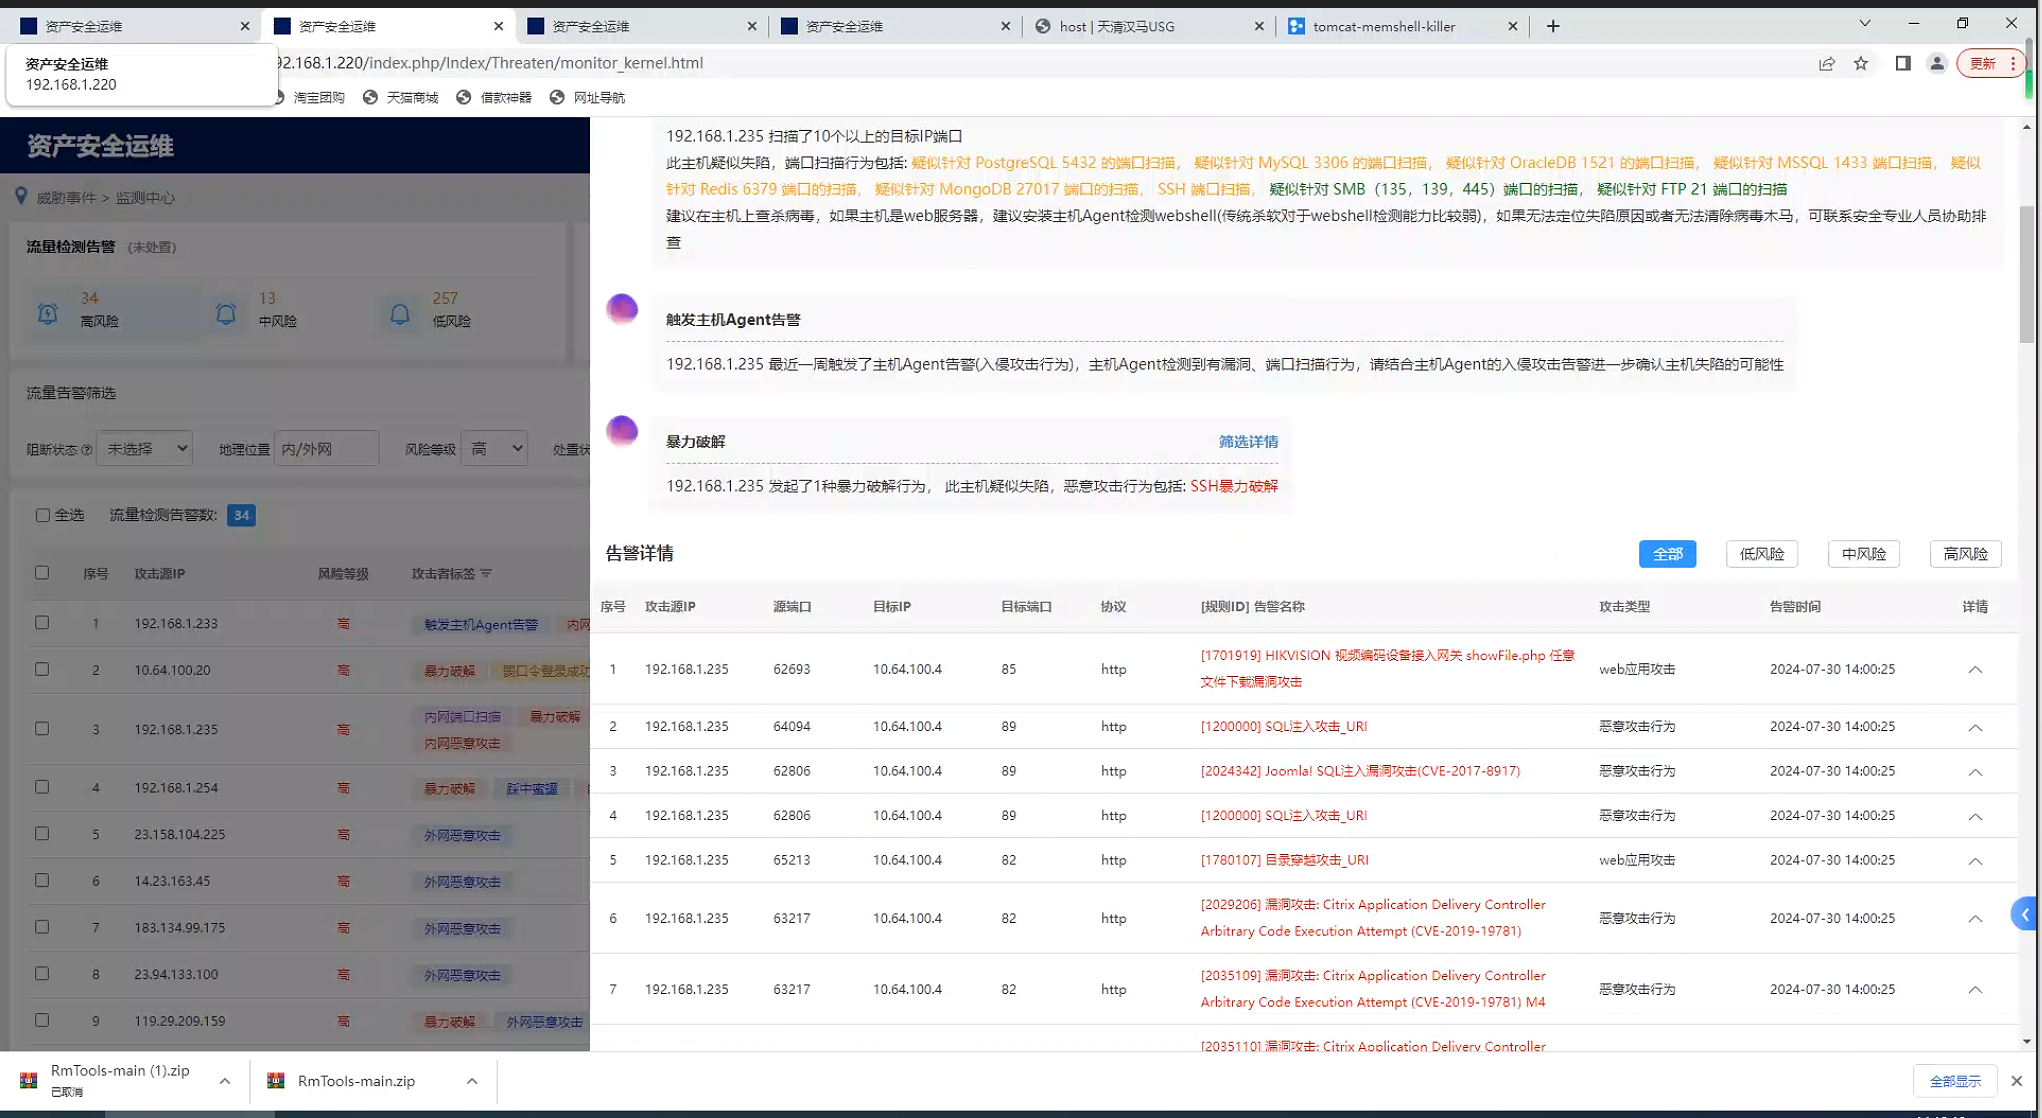 资产安全运维
资产安全运维
资产安全运维
资产安全运维
host | 天清汉马USG
tomcat-memshell-killer
资产安全运维
192.168.1.220
92.168.1.220/index.php/Index/Threaten/monitor_kernel.html
更新
淘宝团购
天猫商城
借款神器
网址导航
资产安全运维
威胁事件 > 监测中心
流量检测告警 (未处置)
34
高风险
13
中风险
257
低风险
流量告警筛选
阻断状态 未选择 地理位置 内/外网 风险等级 高 处置状
全选 流量检测告警数: 34
序号 攻击源IP 风险等级 攻击者标签
1 192.168.1.233 高 触发主机Agent告警 内网
2 10.64.100.20 高 暴力破解 弱口令登录成功
3 192.168.1.235 高 内网端口扫描 暴力破解
内网恶意攻击
4 192.168.1.254 高 暴力破解 踩中蜜罐
5 23.158.104.225 高 外网恶意攻击
6 14.23.163.45 高 外网恶意攻击
7 183.134.99.175 高 外网恶意攻击
8 23.94.133.100 高 外网恶意攻击
9 119.29.209.159 高 暴力破解 外网恶意攻击
192.168.1.235 扫描了10个以上的目标IP端口
此主机疑似失陷，端口扫描行为包括: 疑似针对 PostgreSQL 5432 的端口扫描， 疑似针对 MySQL 3306 的端口扫描， 疑似针对 OracleDB 1521 的端口扫描， 疑似针对 MSSQL 1433 端口扫描， 疑似
针对 Redis 6379 端口的扫描， 疑似针对 MongoDB 27017 端口的扫描， SSH 端口扫描， 疑似针对 SMB（135，139，445）端口的扫描， 疑似针对 FTP 21 端口的扫描
建议在主机上查杀病毒，如果主机是web服务器，建议安装主机Agent检测webshell(传统杀软对于webshell检测能力比较弱)，如果无法定位失陷原因或者无法清除病毒木马，可联系安全专业人员协助排
查
触发主机Agent告警
192.168.1.235 最近一周触发了主机Agent告警(入侵攻击行为)，主机Agent检测到有漏洞、端口扫描行为，请结合主机Agent的入侵攻击告警进一步确认主机失陷的可能性
暴力破解 筛选详情
192.168.1.235 发起了1种暴力破解行为， 此主机疑似失陷，恶意攻击行为包括: SSH暴力破解
告警详情 全部 低风险 中风险 高风险
序号 攻击源IP 源端口 目标IP 目标端口 协议 [规则ID] 告警名称 攻击类型 告警时间 详情
1 192.168.1.235 62693 10.64.100.4 85 http [1701919] HIKVISION 视频编码设备接入网关 showFile.php 任意 web应用攻击 2024-07-30 14:00:25
文件下载漏洞攻击
2 192.168.1.235 64094 10.64.100.4 89 http [1200000] SQL注入攻击_URI 恶意攻击行为 2024-07-30 14:00:25
3 192.168.1.235 62806 10.64.100.4 89 http [2024342] Joomla! SQL注入漏洞攻击(CVE-2017-8917) 恶意攻击行为 2024-07-30 14:00:25
4 192.168.1.235 62806 10.64.100.4 89 http [1200000] SQL注入攻击_URI 恶意攻击行为 2024-07-30 14:00:25
5 192.168.1.235 65213 10.64.100.4 82 http [1780107] 目录穿越攻击_URI web应用攻击 2024-07-30 14:00:25
6 192.168.1.235 63217 10.64.100.4 82 http [2029206] 漏洞攻击: Citrix Application Delivery Controller 恶意攻击行为 2024-07-30 14:00:25
Arbitrary Code Execution Attempt (CVE-2019-19781)
7 192.168.1.235 63217 10.64.100.4 82 http [2035109] 漏洞攻击: Citrix Application Delivery Controller 恶意攻击行为 2024-07-30 14:00:25
Arbitrary Code Execution Attempt (CVE-2019-19781) M4
[2035110] 漏洞攻击: Citrix Application Delivery Controller
RmTools-main (1).zip
已取消
RmTools-main.zip
全部显示